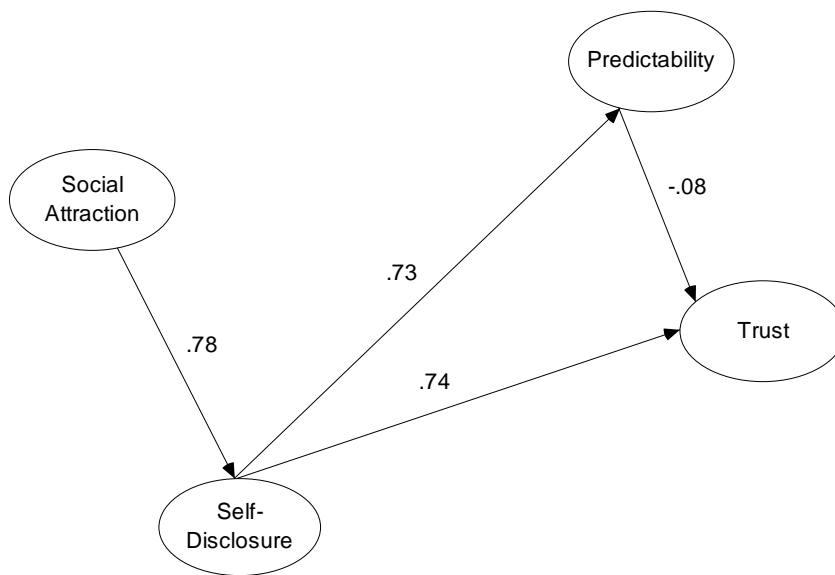 Predictability
Social
Attraction
-.08
.73
Trust
.78
.74
Self-
Disclosure